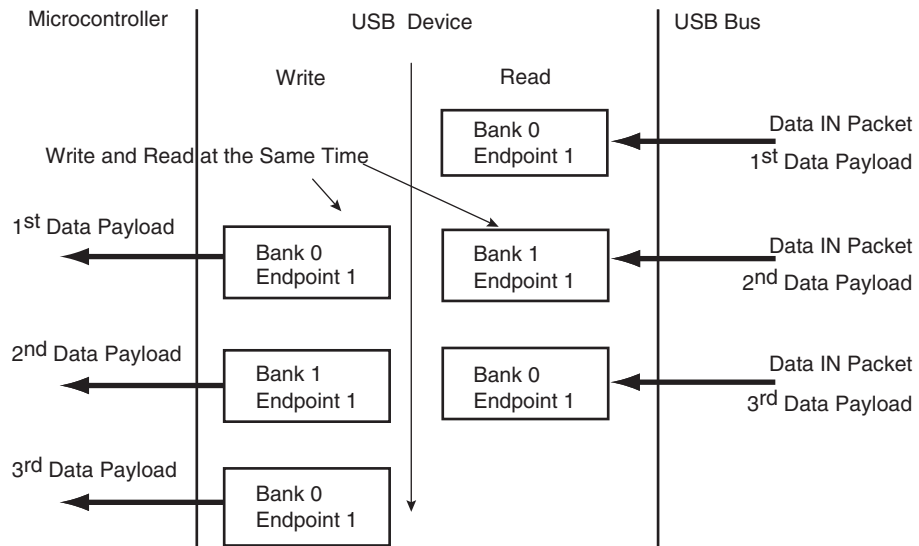 Microcontroller
USB Device
USB Bus
Write
Read
Bank 0
Endpoint 1
Data IN Packet
1st Data Payload
Write and Read at the Same Time
1st Data Payload
Bank 0
Endpoint 1
Bank 1
Endpoint 1
Data IN Packet
2nd Data Payload
2nd Data Payload
Bank 1
Endpoint 1
Bank 0
Endpoint 1
Data IN Packet
3rd Data Payload
3rd Data Payload
Bank 0
Endpoint 1